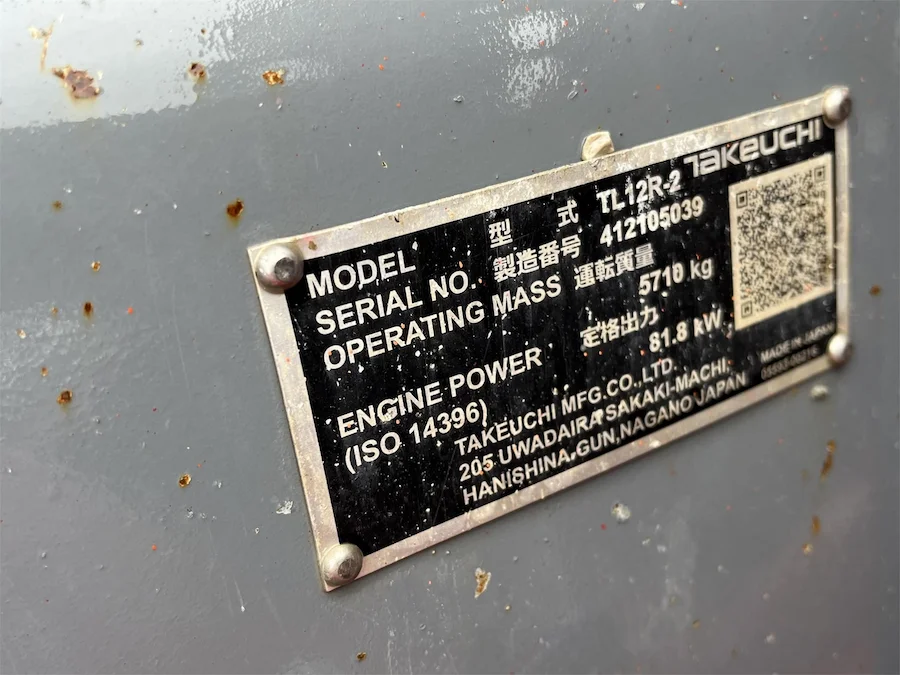 TAKEUCHI
MODEL 型式 TL12R-2
SERIAL NO. 製造番号 412105039
OPERATING MASS 運転質量
5710 kg
ENGINE POWER 定格出力
(ISO 14396) 81.8 kW
TAKEUCHI MFG.CO.,LTD.
205 UWADAIRA,SAKAKI-MACHI,
HANISHINA,GUN,NAGANO JAPAN
MADE IN JAPAN